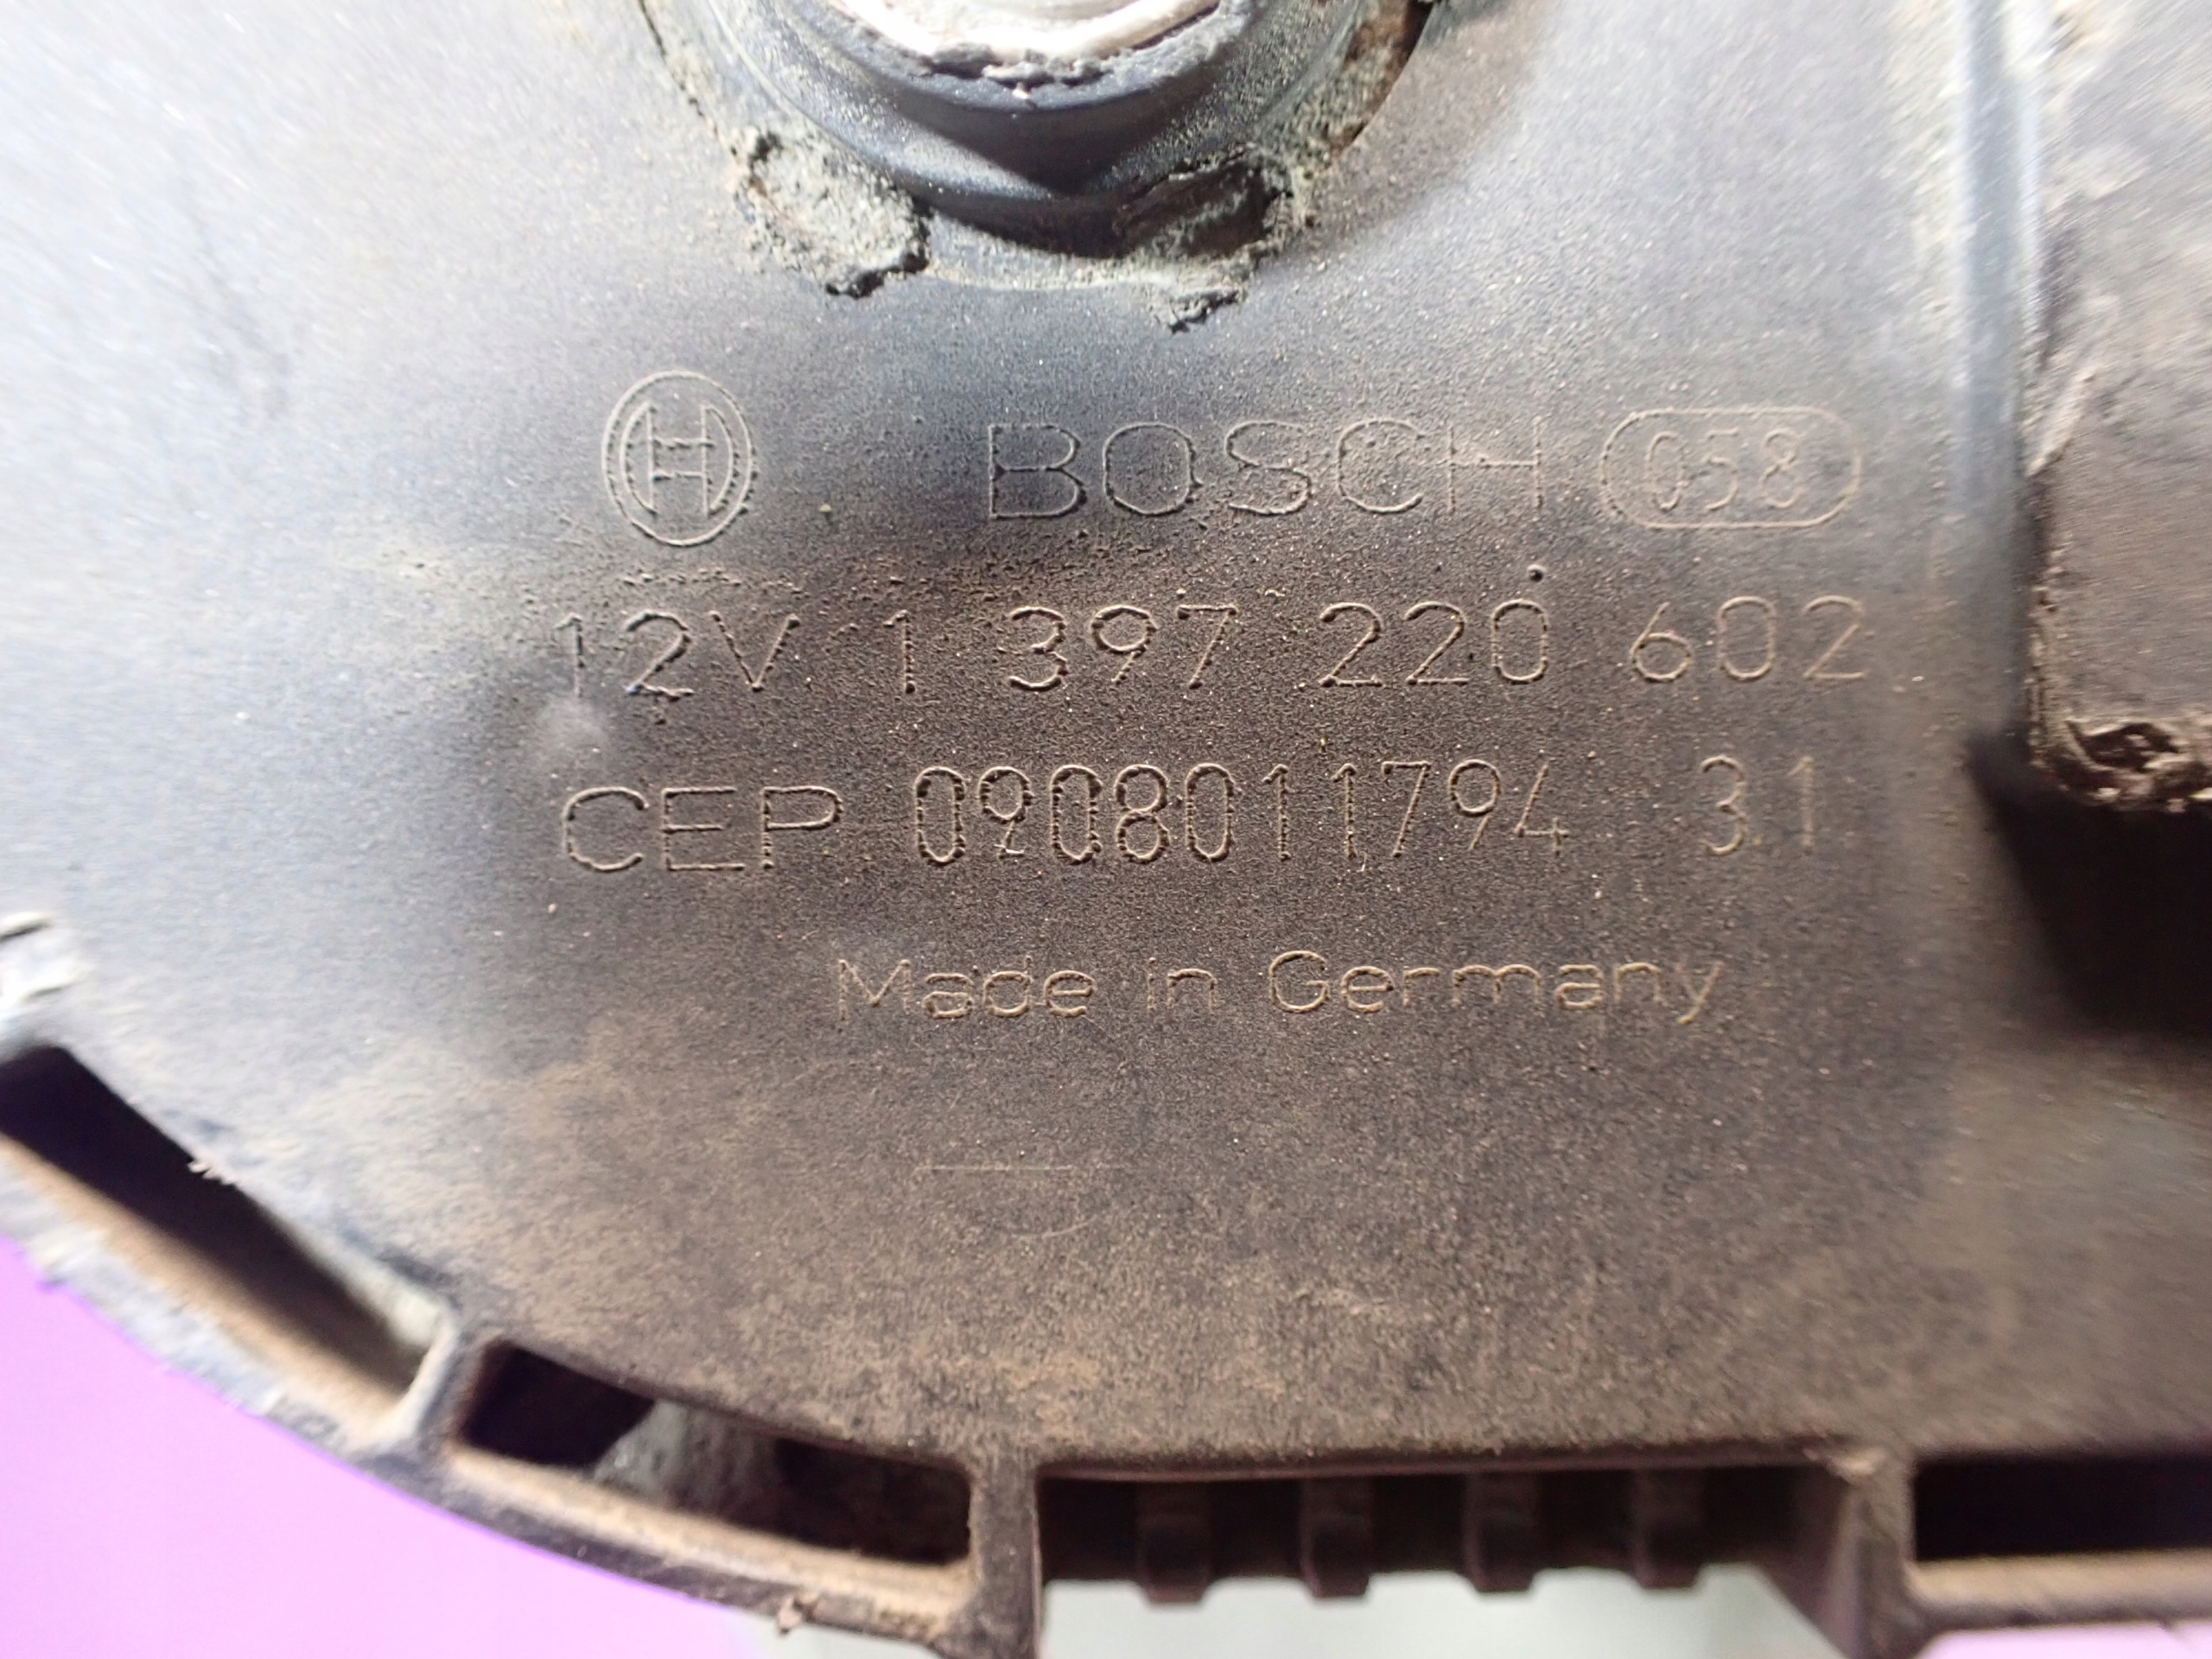 BOSCH 058
12V 1 397 220 602
CEP 0908011794 31
Made in Germany